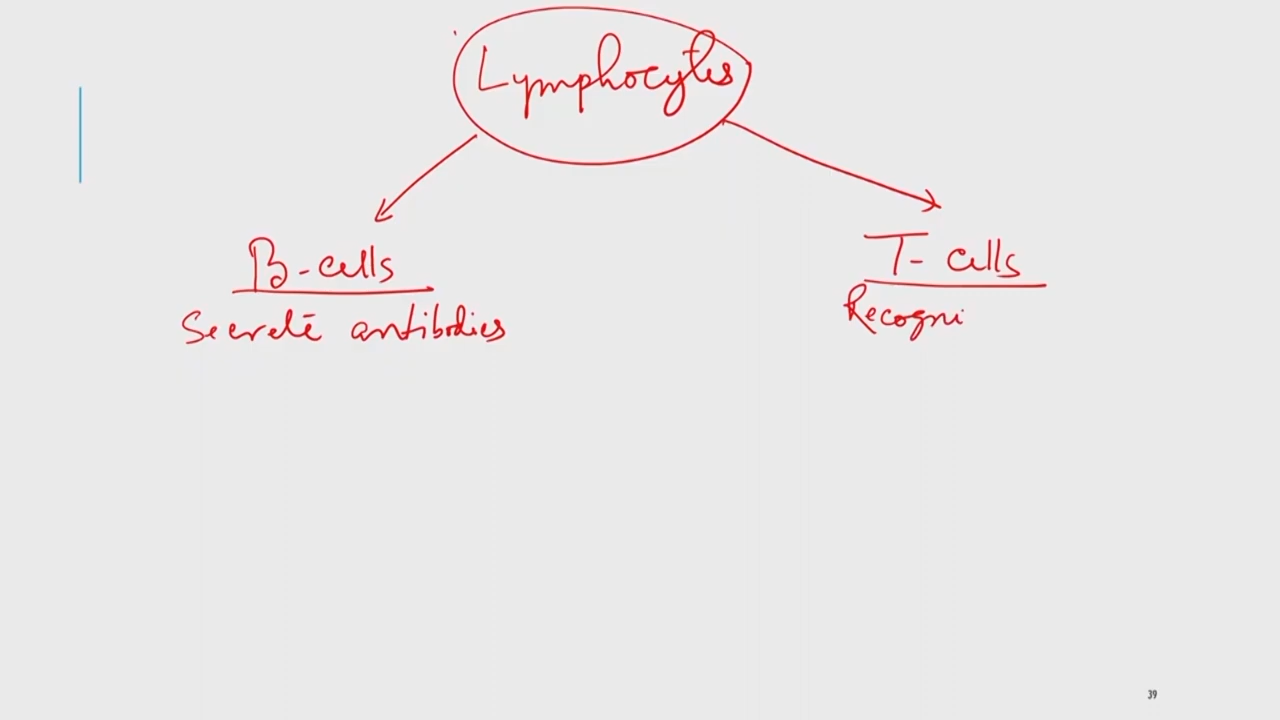 Lymphocytes
B-cells
T-cells
Secrete antibodies
Recogni
39